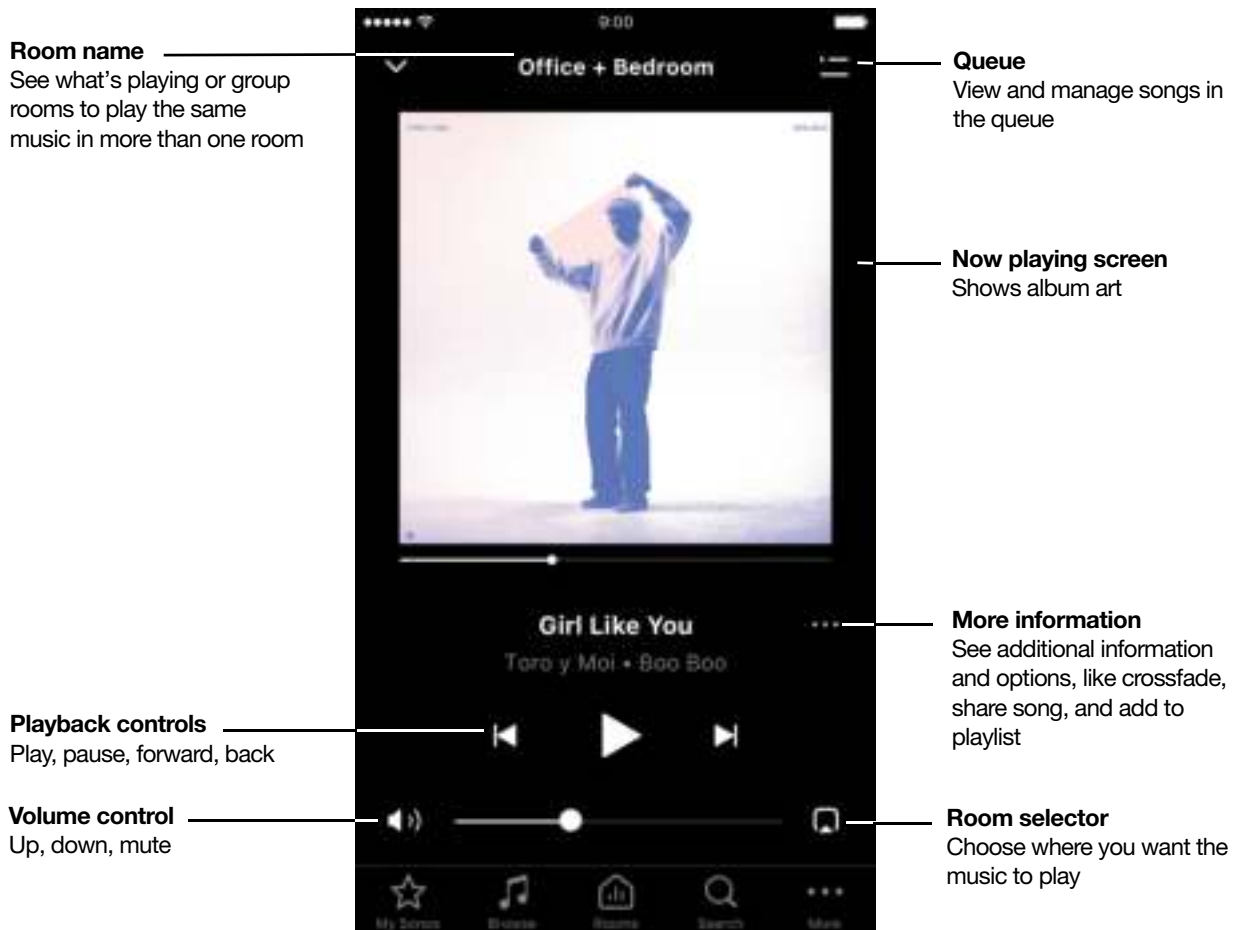 Room name
See what's playing or group
rooms to play the same
music in more than one room
Playback controls
Play, pause, forward, back
Volume control
Up, down, mute
9:00
Office + Bedroom
Girl Like You
Toro y Moi • Boo Boo
My Sonos
Browse
Rooms
Search
More
Queue
View and manage songs in
the queue
Now playing screen
Shows album art
More information
See additional information
and options, like crossfade,
share song, and add to
playlist
Room selector
Choose where you want the
music to play